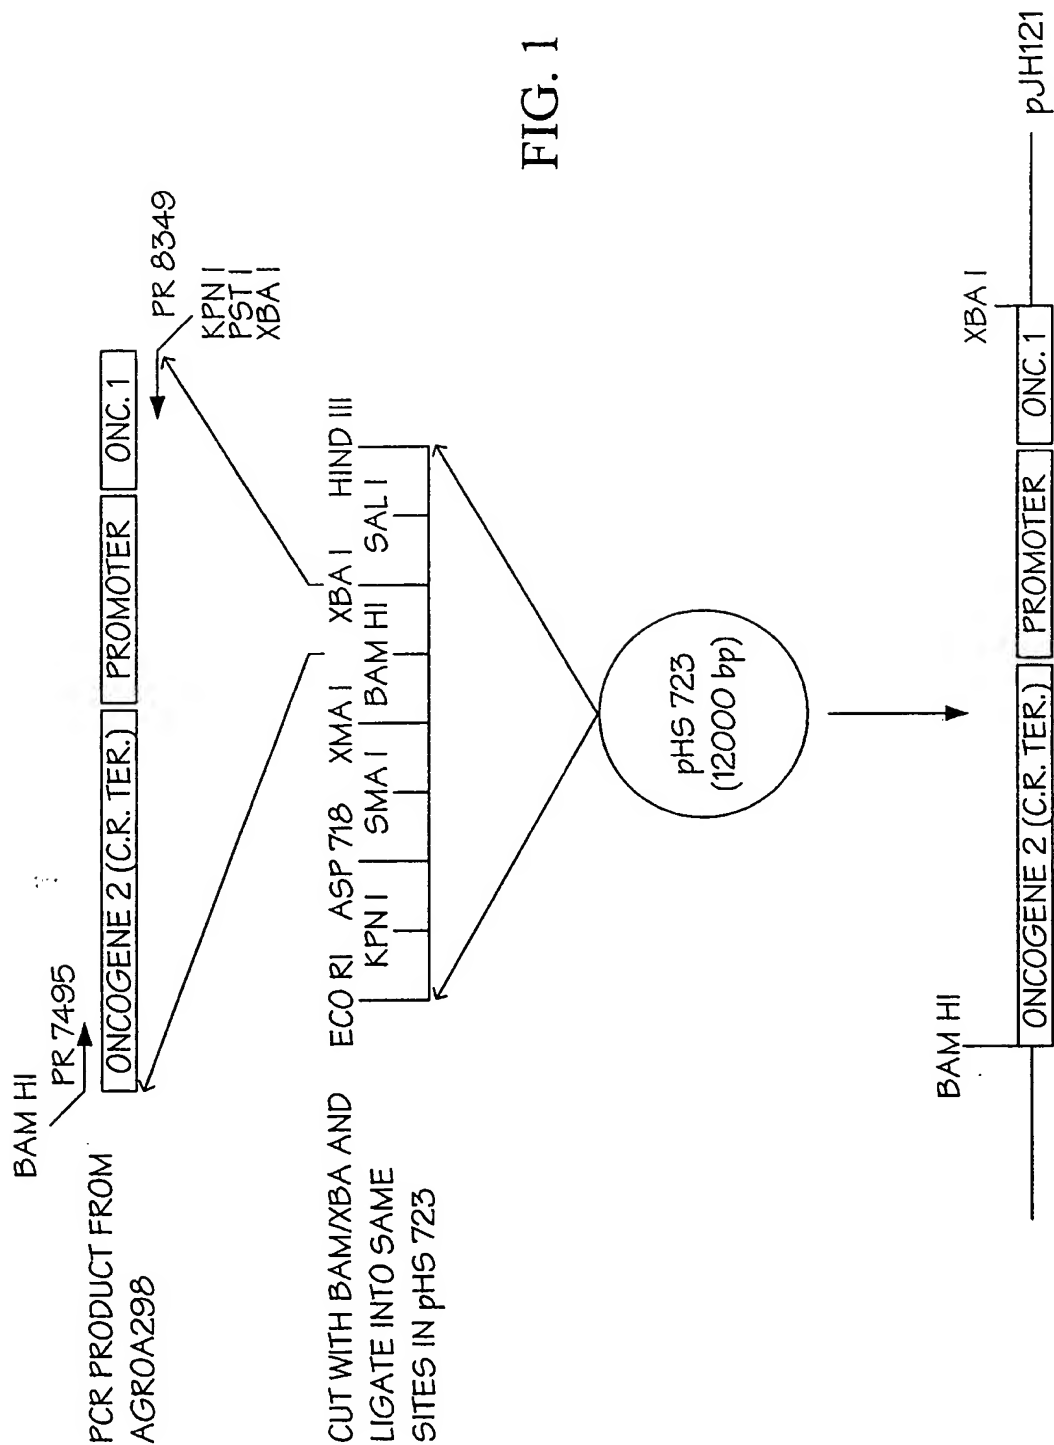 BAM HI
PR 7495
PCR PRODUCT FROM
AGROA298
ONCOGENE 2 (C.R. TER.)
PROMOTER
ONC. 1
PR 8349
KPN I
PST I
XBA I
CUT WITH BAM/XBA AND
LIGATE INTO SAME
SITES IN pHS 723
ECO RI
KPN I
ASP 718
SMA I
XMA I
BAM HI
XBA I
SAL I
HIND III
pHS 723
(12000 bp)
BAM HI
XBA I
ONCOGENE 2 (C.R. TER.)
PROMOTER
ONC. 1
pJH121
FIG. 1